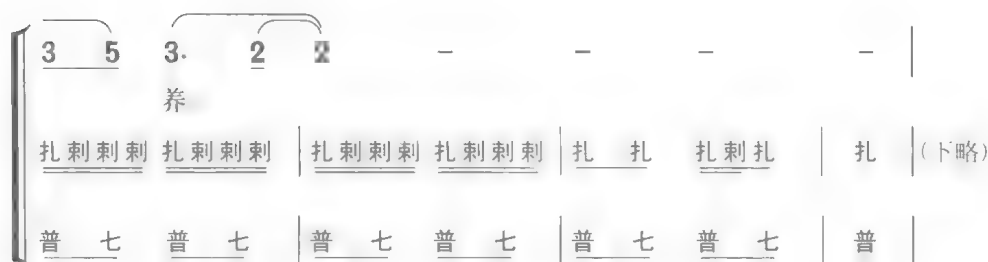 3 5 3. 2 2 - - - -
养
扎刺刺刺 扎刺刺刺 扎刺刺刺 扎刺刺刺 扎 扎 扎刺扎 扎 (下略)
普 七 普 七 普 七 普 七 普 七 普 七 普